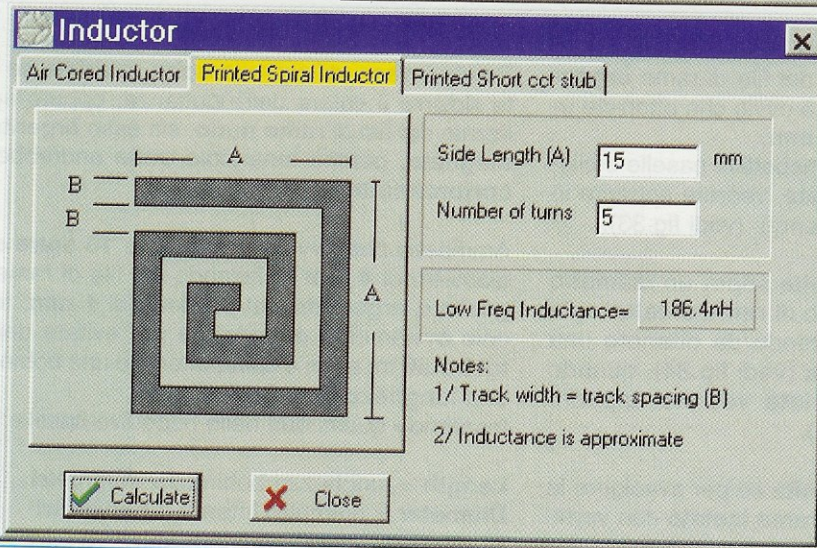 Inductor
Air Cored Inductor
Printed Spiral Inductor
Printed Short cct stub
A
B
B
A
Side Length (A) 15 mm
Number of turns 5
Low Freq Inductance= 186.4nH
Notes:
1/ Track width = track spacing (B)
2/ Inductance is approximate
Calculate
Close